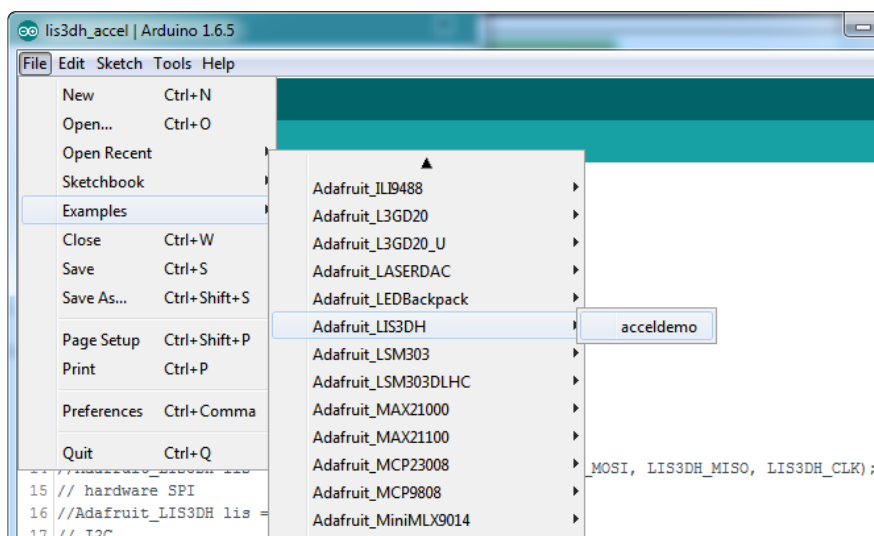 lis3dh_accel | Arduino 1.6.5
File Edit Sketch Tools Help
New Ctrl+N
Open... Ctrl+O
Open Recent
Sketchbook
Examples
Close Ctrl+W
Save Ctrl+S
Save As... Ctrl+Shift+S
Page Setup Ctrl+Shift+P
Print Ctrl+P
Preferences Ctrl+Comma
Quit Ctrl+Q
Adafruit_ILI9488
Adafruit_L3GD20
Adafruit_L3GD20_U
Adafruit_LASERDAC
Adafruit_LEDBackpack
Adafruit_LIS3DH
Adafruit_LSM303
Adafruit_LSM303DLHC
Adafruit_MAX21000
Adafruit_MAX21100
Adafruit_MCP23008
Adafruit_MCP9808
Adafruit_MiniMLX9014
acceldemo
_MOSI, LIS3DH_MISO, LIS3DH_CLK);
15 // hardware SPI
16 //Adafruit_LIS3DH lis =
17 // I2C